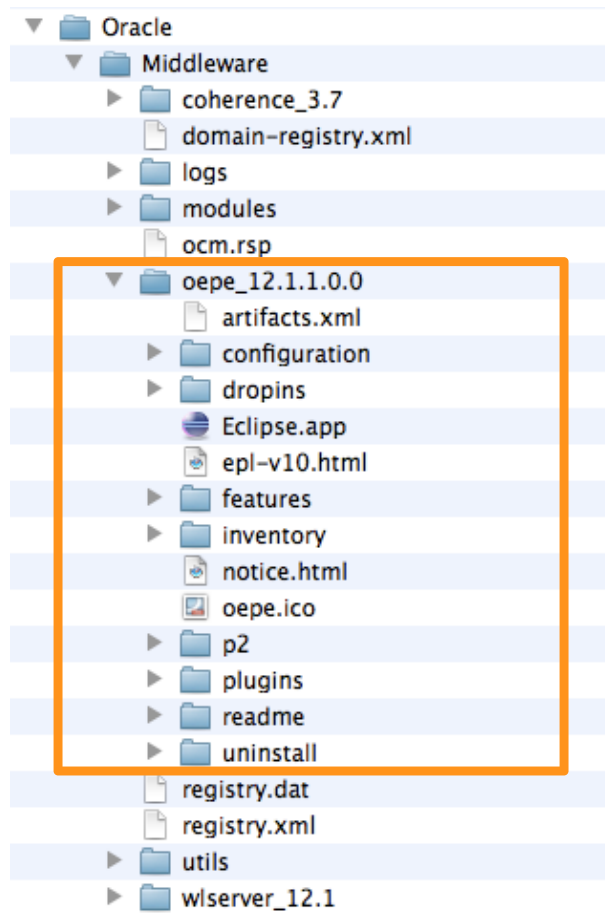 Oracle
Middleware
coherence_3.7
domain-registry.xml
logs
modules
ocm.rsp
oepe_12.1.1.0.0
artifacts.xml
configuration
dropins
Eclipse.app
epl-v10.html
features
inventory
notice.html
oepe.ico
p2
plugins
readme
uninstall
registry.dat
registry.xml
utils
wlserver_12.1